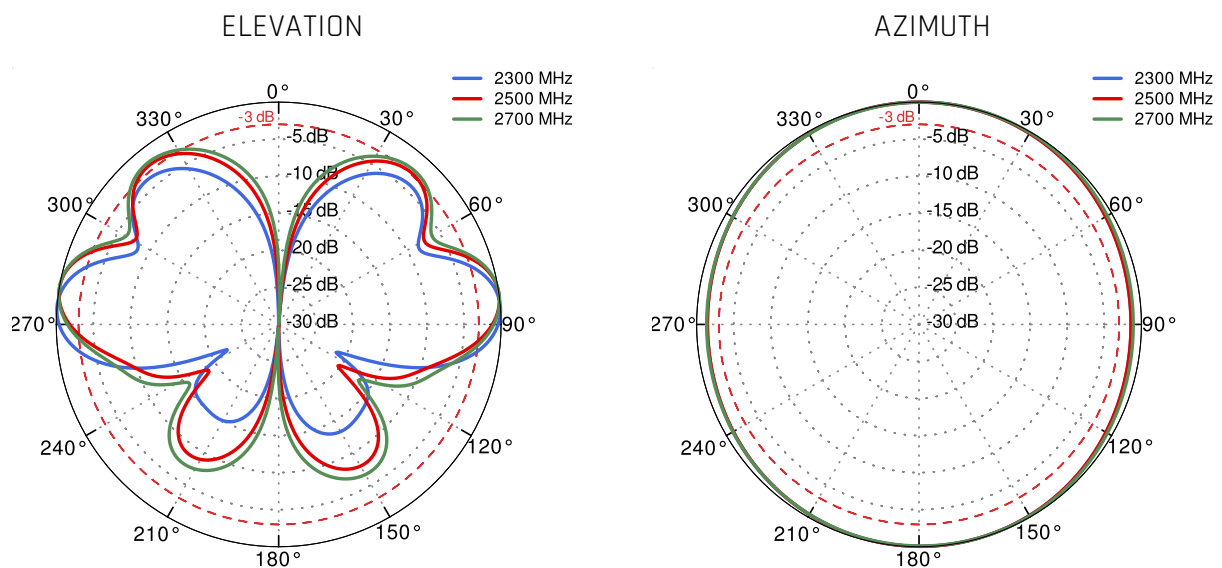 ELEVATION
2300 MHz
2500 MHz
2700 MHz
0°
330°
-3 dB
30°
-5 dB
-10 dB
300°
-15 dB
60°
20 dB
-25 dB
270°
-30 dB
90°
240°
120°
210°
150°
180°
AZIMUTH
2300 MHz
2500 MHz
2700 MHz
0°
330°
-3 dB
30°
-5 dB
-10 dB
300°
-15 dB
60°
-20 dB
-25 dB
270°
-30 dB
90°
240°
120°
210°
150°
180°